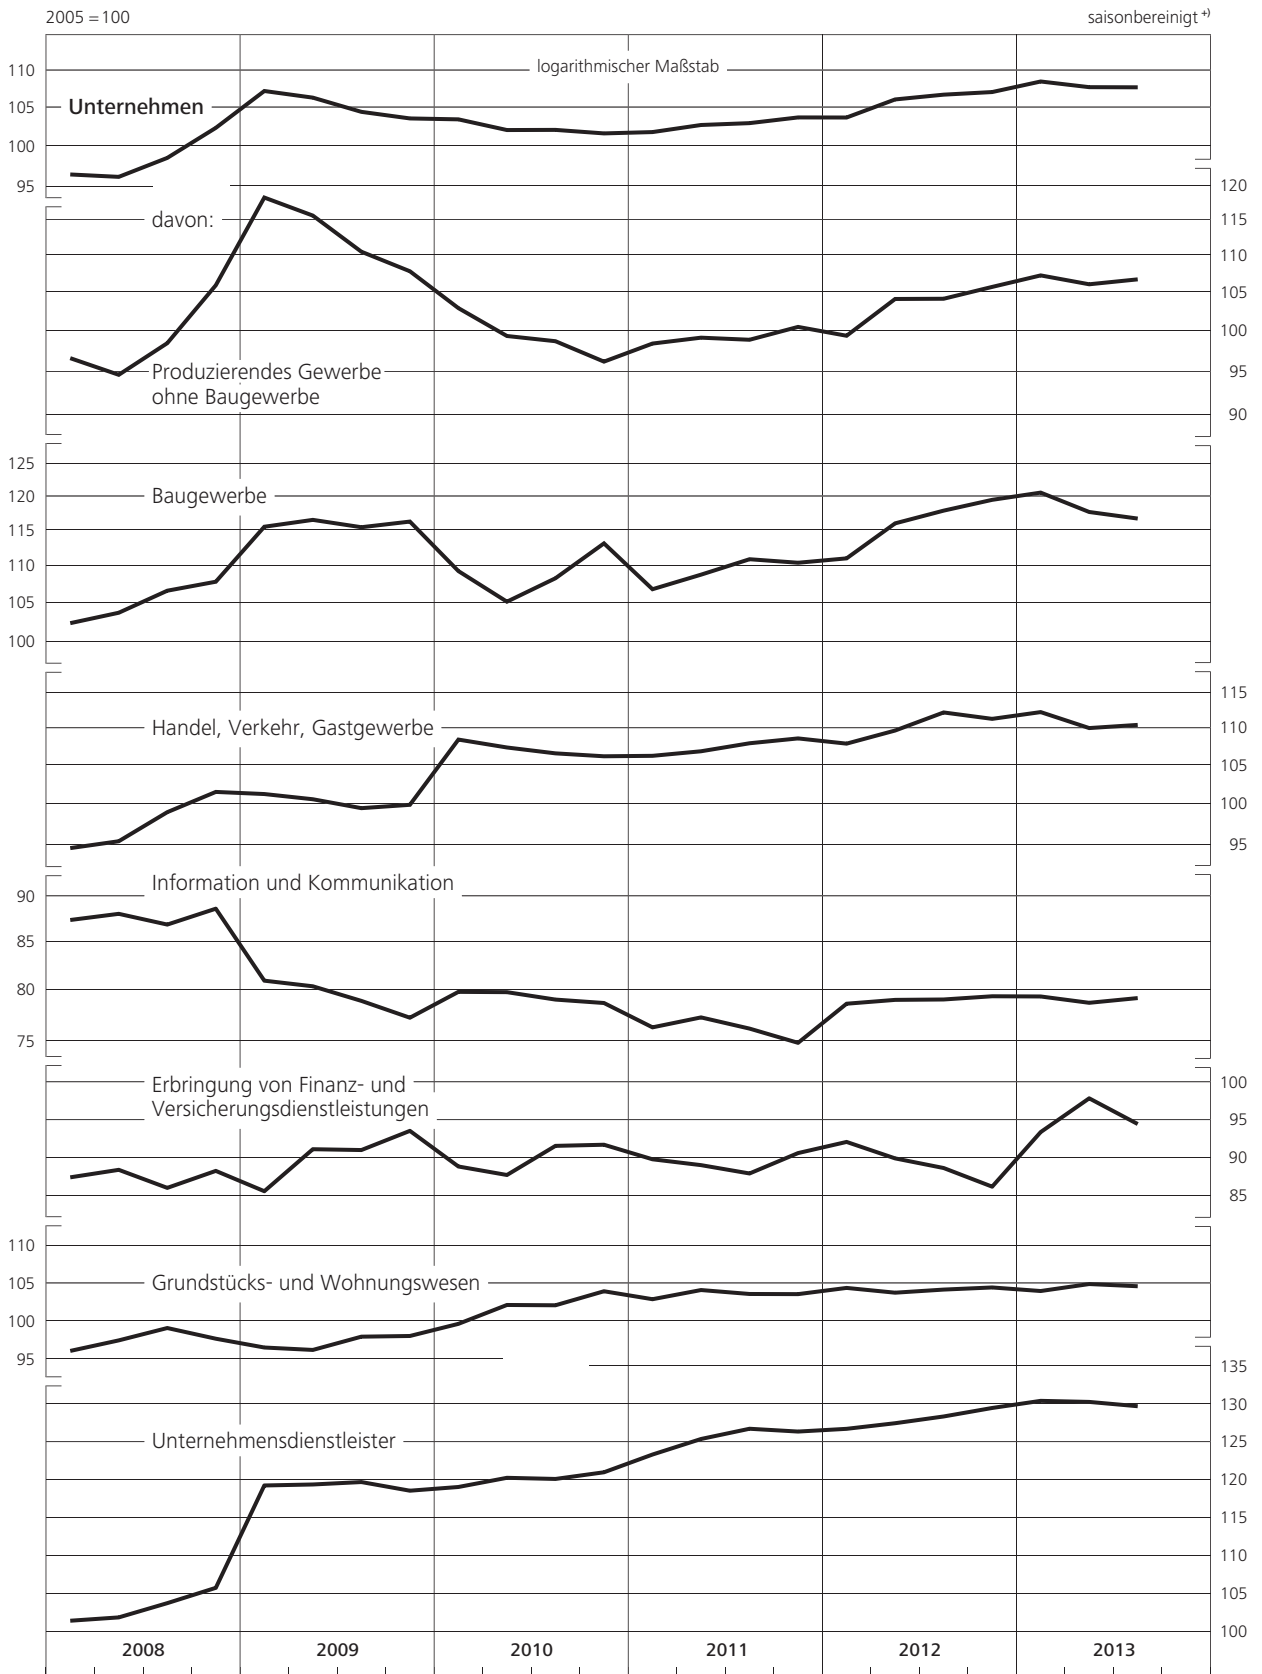 2005 = 100
saisonbereinigt +)
logarithmischer Maßstab
110
105
100
95
Unternehmen
120
115
110
105
100
95
90
davon:
Produzierendes Gewerbe
ohne Baugewerbe
125
120
115
110
105
100
Baugewerbe
115
110
105
100
95
Handel, Verkehr, Gastgewerbe
90
85
80
75
Information und Kommunikation
100
95
90
85
Erbringung von Finanz- und
Versicherungsdienstleistungen
110
105
100
95
Grundstücks- und Wohnungswesen
135
130
125
120
115
110
105
100
Unternehmensdienstleister
2008 2009 2010 2011 2012 2013